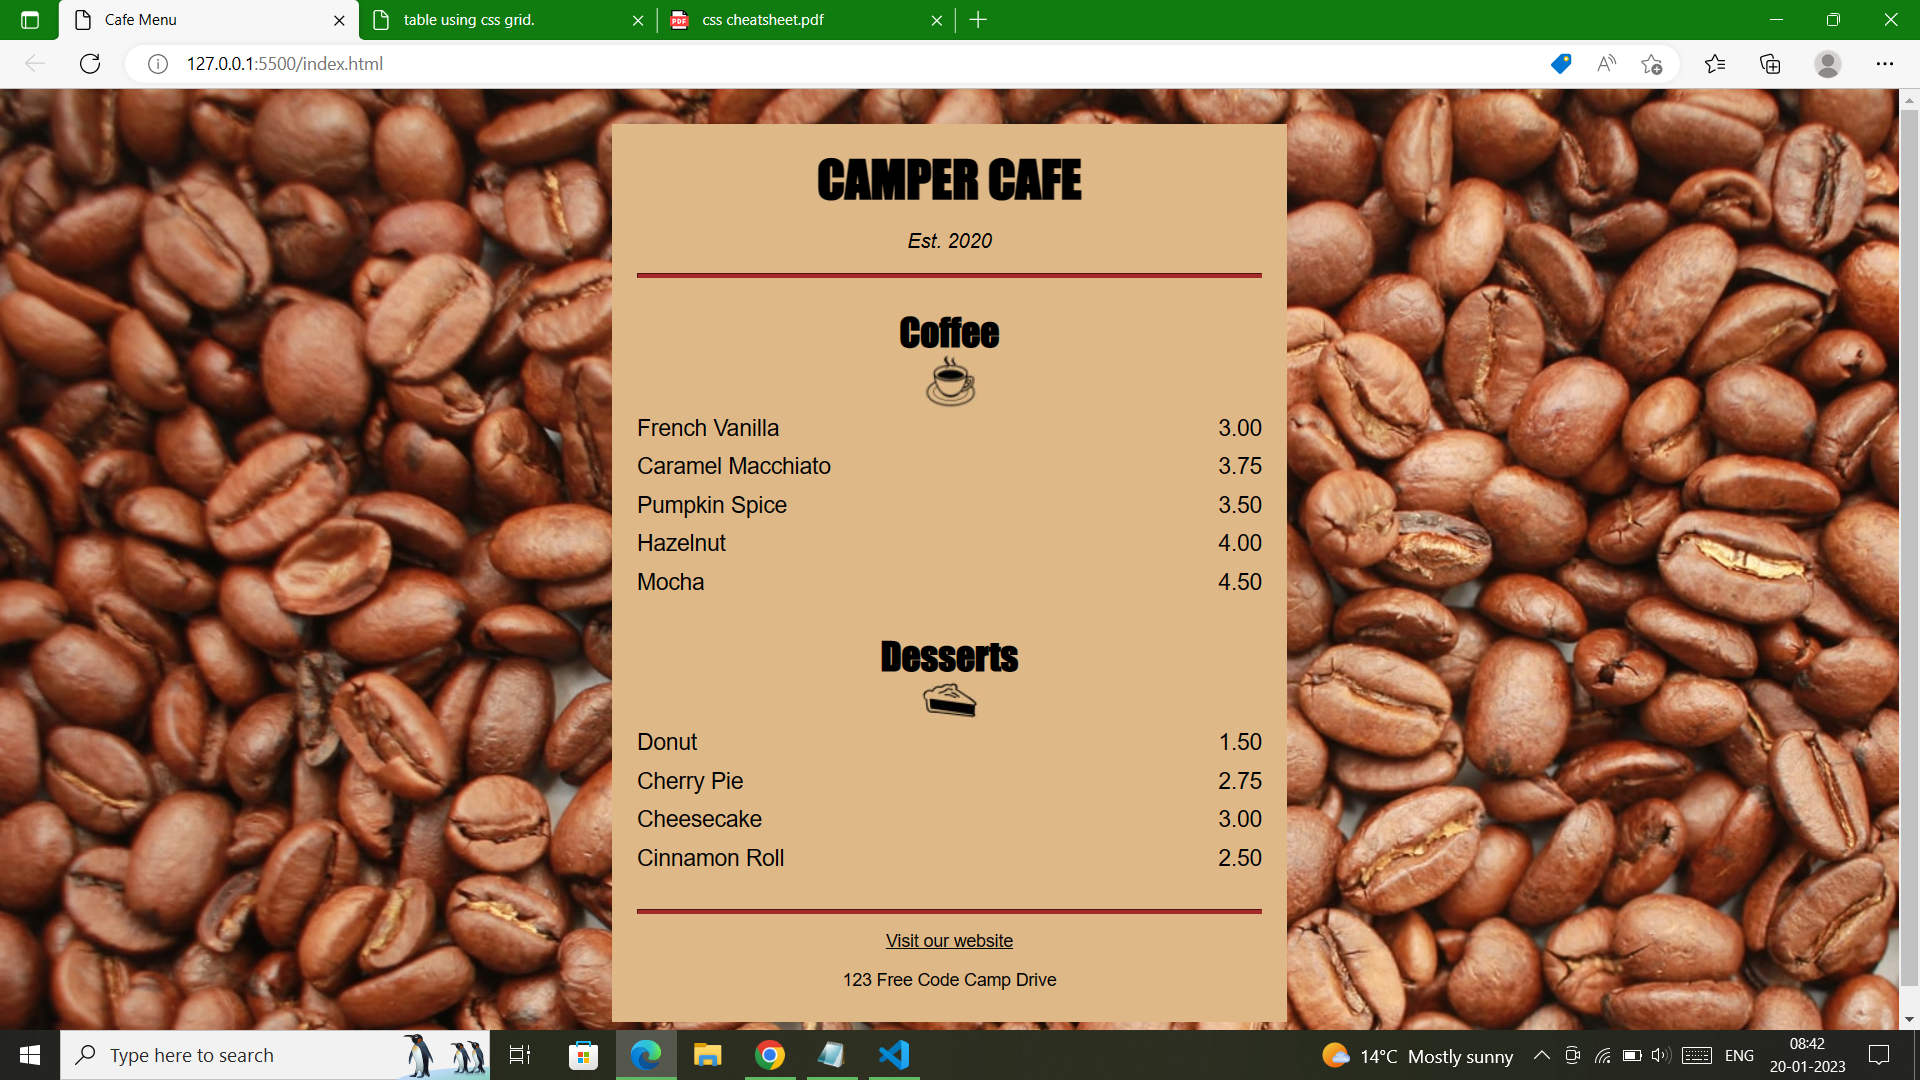 Cafe Menu
table using css grid.
PDF
css cheatsheet.pdf
127.0.0.1:5500/index.html
CAMPER CAFE
Est. 2020
Coffee
French Vanilla 3.00
Caramel Macchiato 3.75
Pumpkin Spice 3.50
Hazelnut 4.00
Mocha 4.50
Desserts
Donut 1.50
Cherry Pie 2.75
Cheesecake 3.00
Cinnamon Roll 2.50
Visit our website
123 Free Code Camp Drive
Type here to search
14°C Mostly sunny
ENG
08:42
20-01-2023